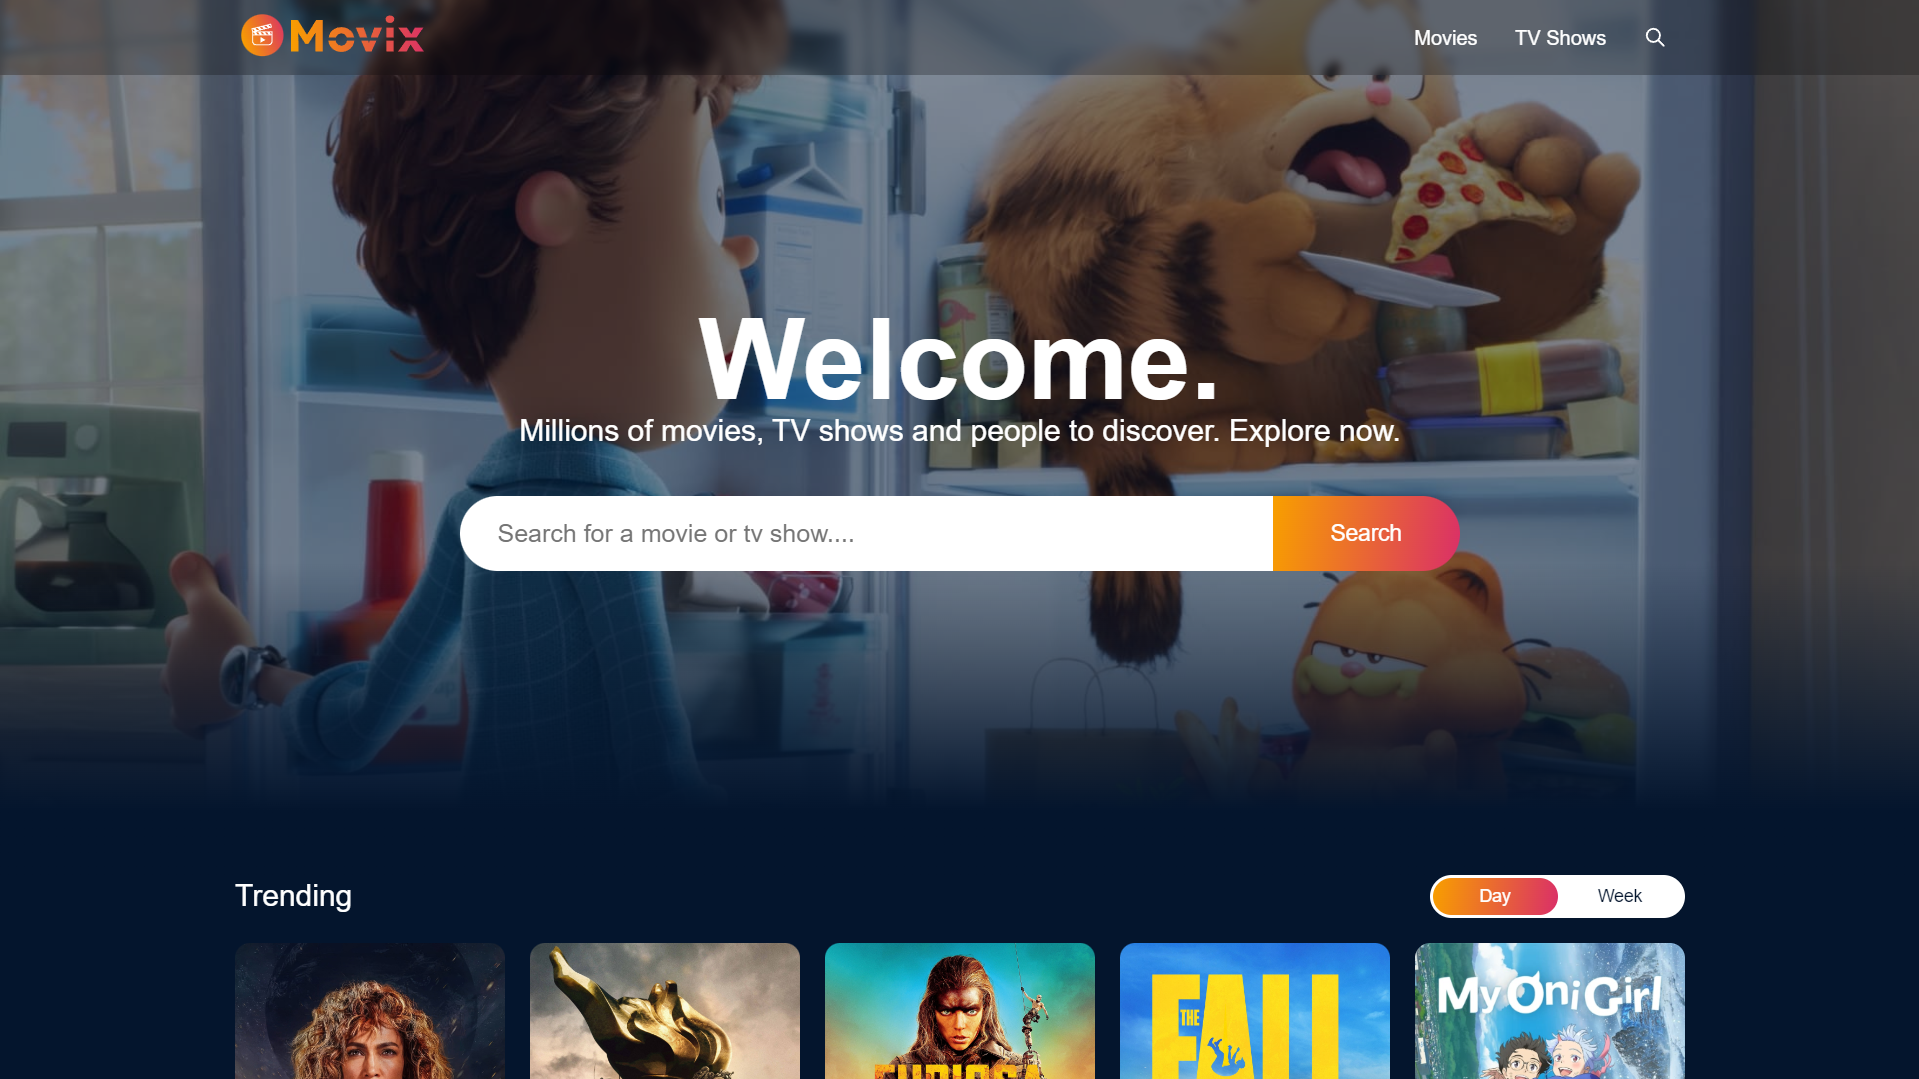 Movix
Movies
TV Shows
Welcome.
Millions of movies, TV shows and people to discover. Explore now.
Search for a movie or tv show....
Search
Trending
Day
Week
FURIOSA
THE
FALL
My Oni Girl